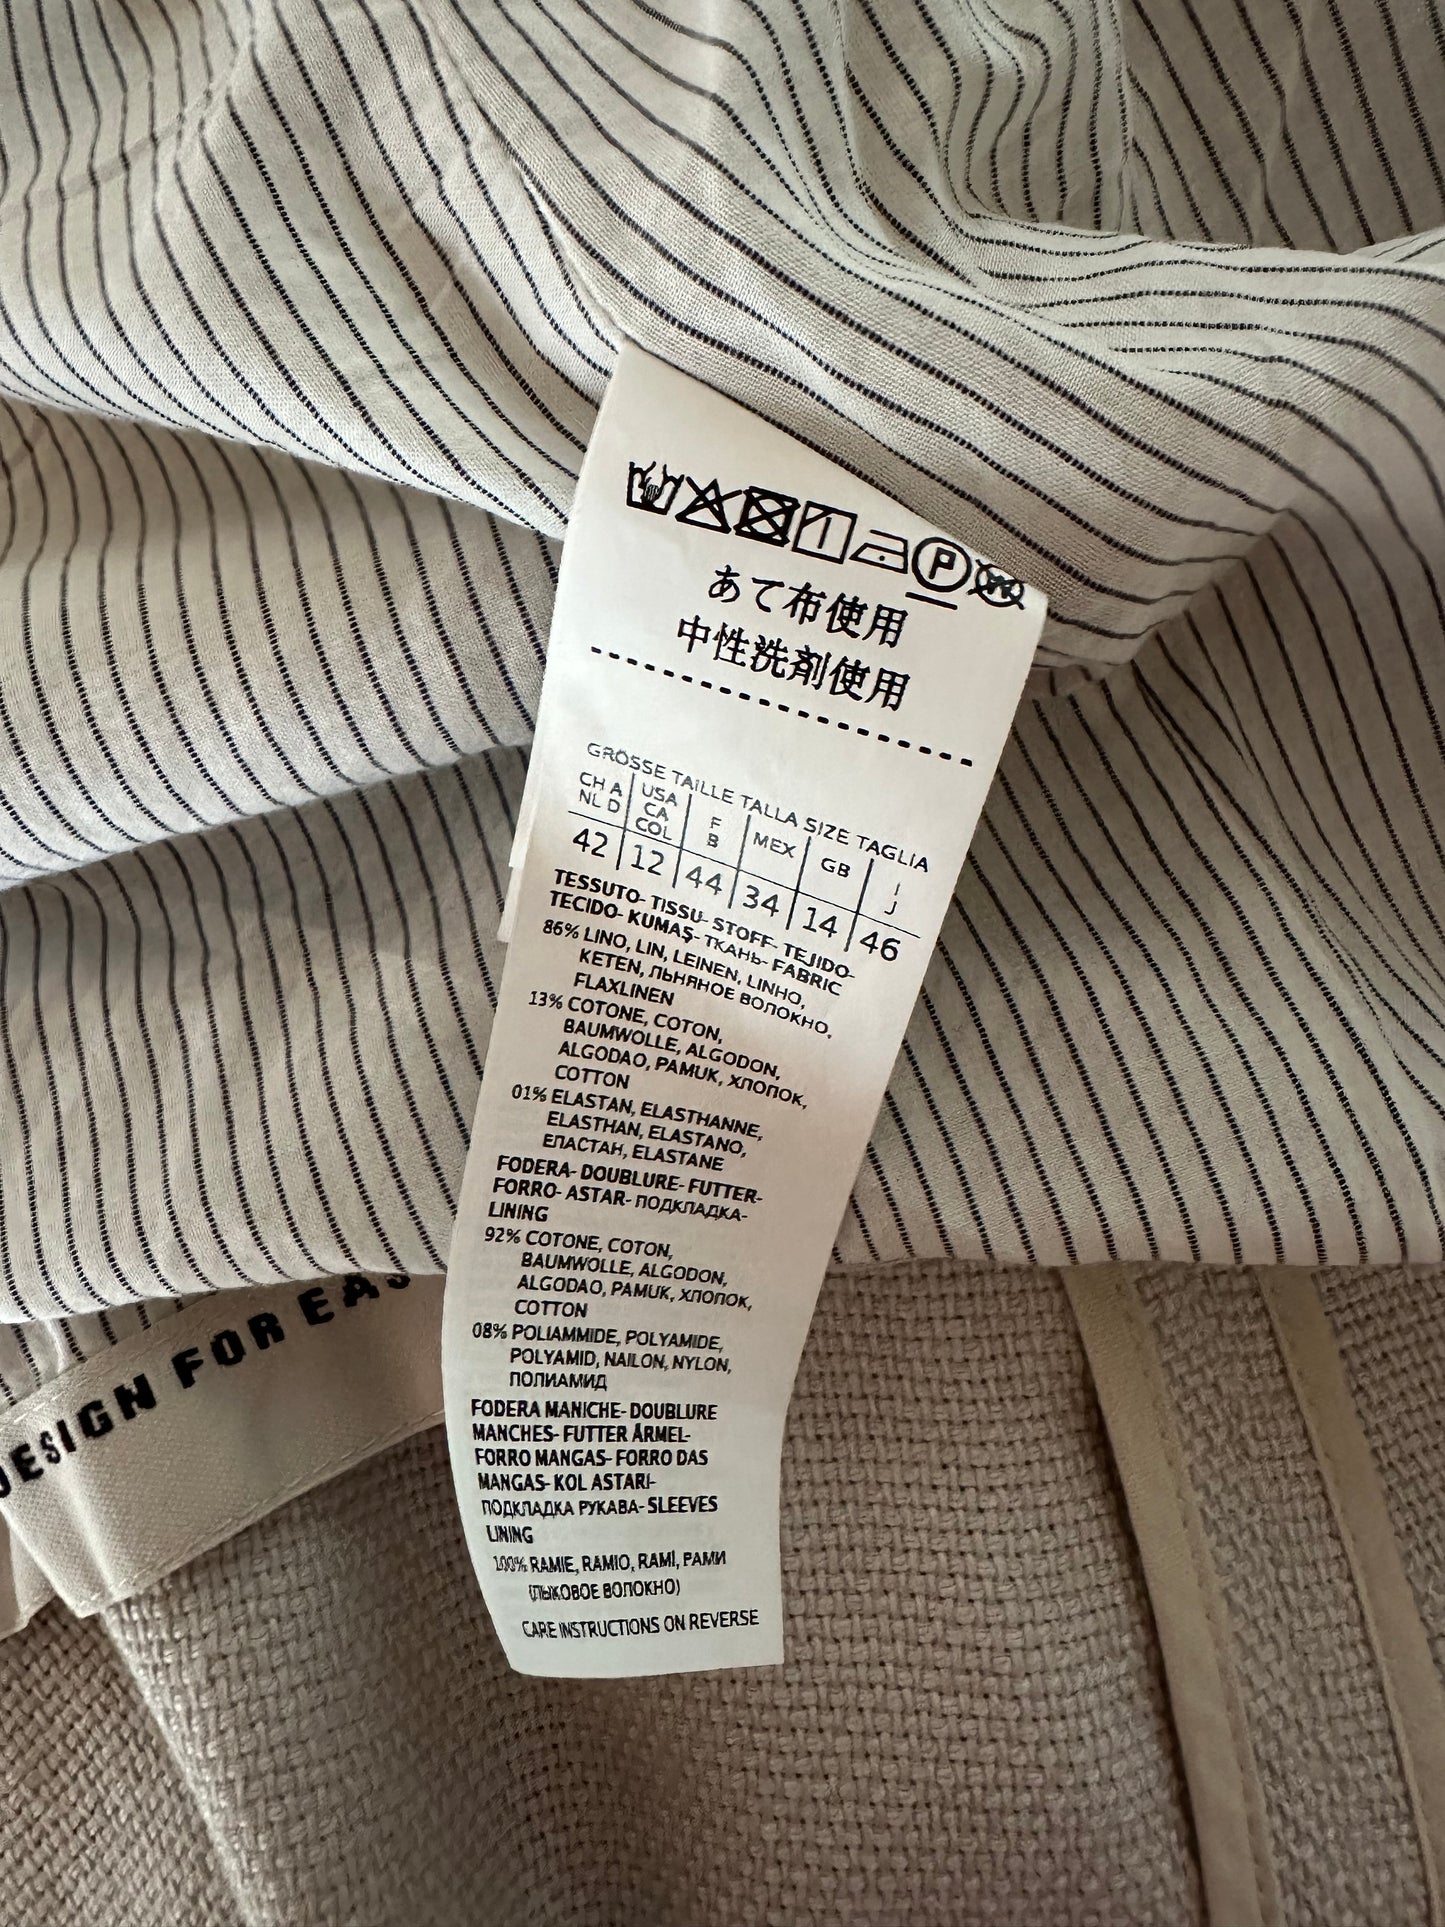 P
W
あて布使用
中性洗剤使用
GRÖSSE TAILLE TALLA SIZE TAGLIA
CH A NL D | USA CA COL | F B | MEX | GB | I J
42 | 12 | 44 | 34 | 14 | 46
TESSUTO- TISSU- STOFF- TEJIDO-
TECIDO- KUMAŞ- ТКАНЬ- FABRIC
86% LINO, LIN, LEINEN, LINHO,
KETEN, ЛЬНЯНОЕ ВОЛОКНО,
FLAXLINEN
13% COTONE, COTON,
BAUMWOLLE, ALGODON,
ALGODAO, PAMUK, ХЛОПОК,
COTTON
01% ELASTAN, ELASTHANNE,
ELASTHAN, ELASTANO,
ЕЛАСТАН, ELASTANE
FODERA- DOUBLURE- FUTTER-
FORRO- ASTAR- ПОДКЛАДКА-
LINING
92% COTONE, COTON,
BAUMWOLLE, ALGODON,
ALGODAO, PAMUK, ХЛОПОК,
COTTON
08% POLIAMMIDE, POLYAMIDE,
POLYAMID, NAILON, NYLON,
ПОЛИАМИД
FODERA MANICHE- DOUBLURE
MANCHES- FUTTER ÄRMEL-
FORRO MANGAS- FORRO DAS
MANGAS- KOL ASTARI-
ПОДКЛАДКА РУКАВА- SLEEVES
LINING
100% RAMIE, RAMIO, RAMÍ, РАМИ
(ЛЫКОВОЕ ВОЛОКНО)
CARE INSTRUCTIONS ON REVERSE
DESIGN FOR EAS